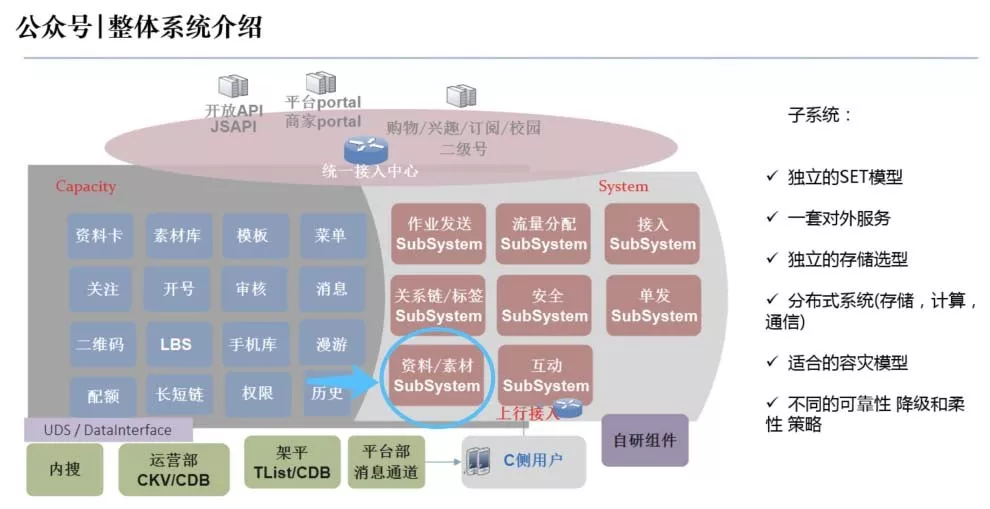 公众号|整体系统介绍
开放API
JSAPI
平台portal
商家portal
购物/兴趣/订阅/校园
二级号
统一接入中心
Capacity
System
资料卡
素材库
模板
菜单
关注
开号
审核
消息
二维码
LBS
手机库
漫游
配额
长短链
权限
历史
作业发送
SubSystem
流量分配
SubSystem
接入
SubSystem
关系链/标签
SubSystem
安全
SubSystem
单发
SubSystem
资料/素材
SubSystem
互动
SubSystem
上行接入
UDS / DataInterface
内搜
运营部
CKV/CDB
架平
TList/CDB
平台部
消息通道
C侧用户
自研组件
子系统：
✓ 独立的SET模型
✓ 一套对外服务
✓ 独立的存储选型
✓ 分布式系统(存储，计算，
通信)
✓ 适合的容灾模型
✓ 不同的可靠性 降级和柔
性 策略